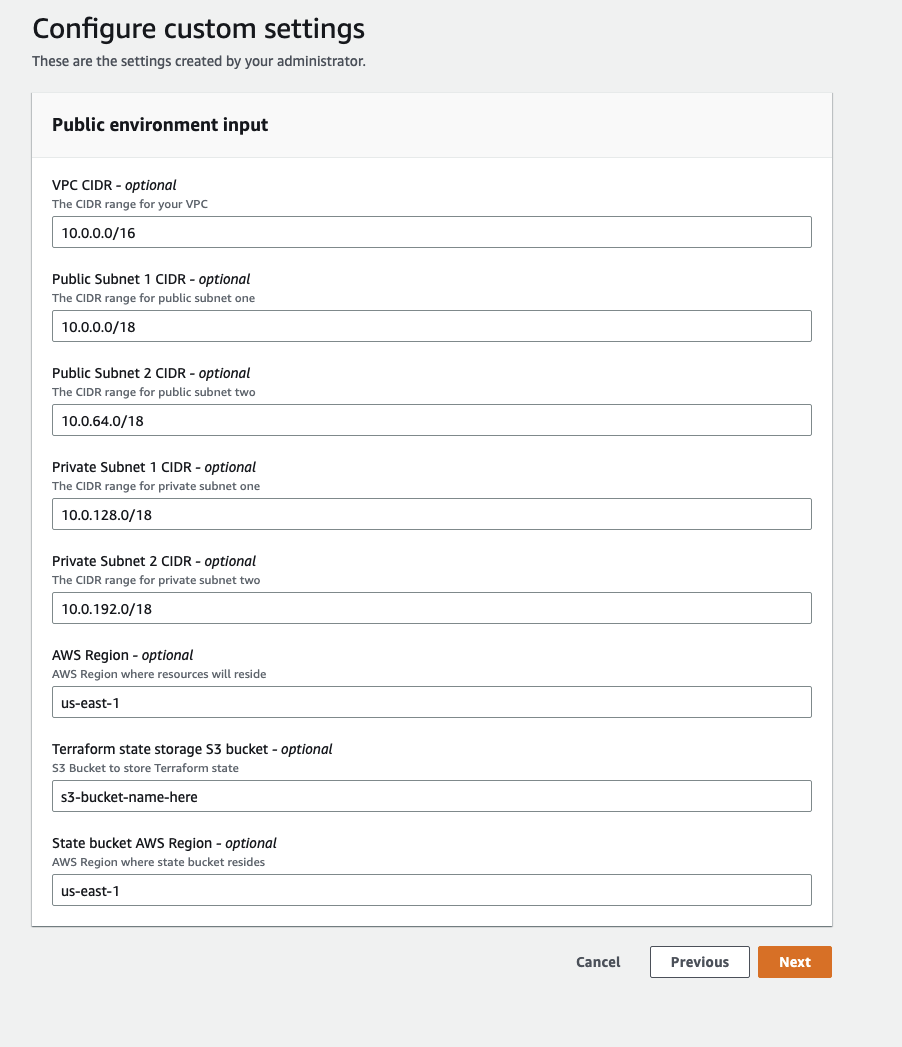 Configure custom settings
These are the settings created by your administrator.
Public environment input
VPC CIDR - optional
The CIDR range for your VPC
10.0.0.0/16
Public Subnet 1 CIDR - optional
The CIDR range for public subnet one
10.0.0.0/18
Public Subnet 2 CIDR - optional
The CIDR range for public subnet two
10.0.64.0/18
Private Subnet 1 CIDR - optional
The CIDR range for private subnet one
10.0.128.0/18
Private Subnet 2 CIDR - optional
The CIDR range for private subnet two
10.0.192.0/18
AWS Region - optional
AWS Region where resources will reside
us-east-1
Terraform state storage S3 bucket - optional
S3 Bucket to store Terraform state
s3-bucket-name-here
State bucket AWS Region - optional
AWS Region where state bucket resides
us-east-1
Cancel Previous Next